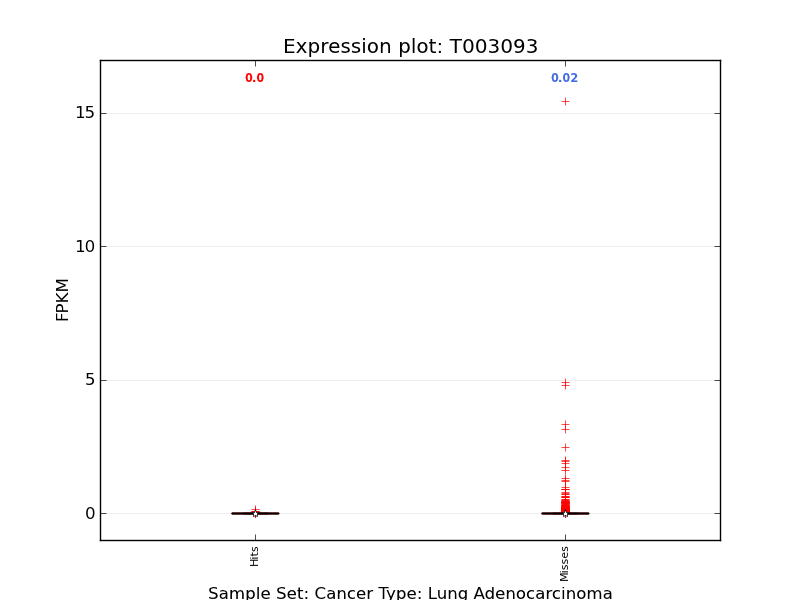 Expression plot: T003093
0.0
0.02
15
10
5
0
FPKM
Hits
Misses
Sample Set: Cancer Type: Lung Adenocarcinoma